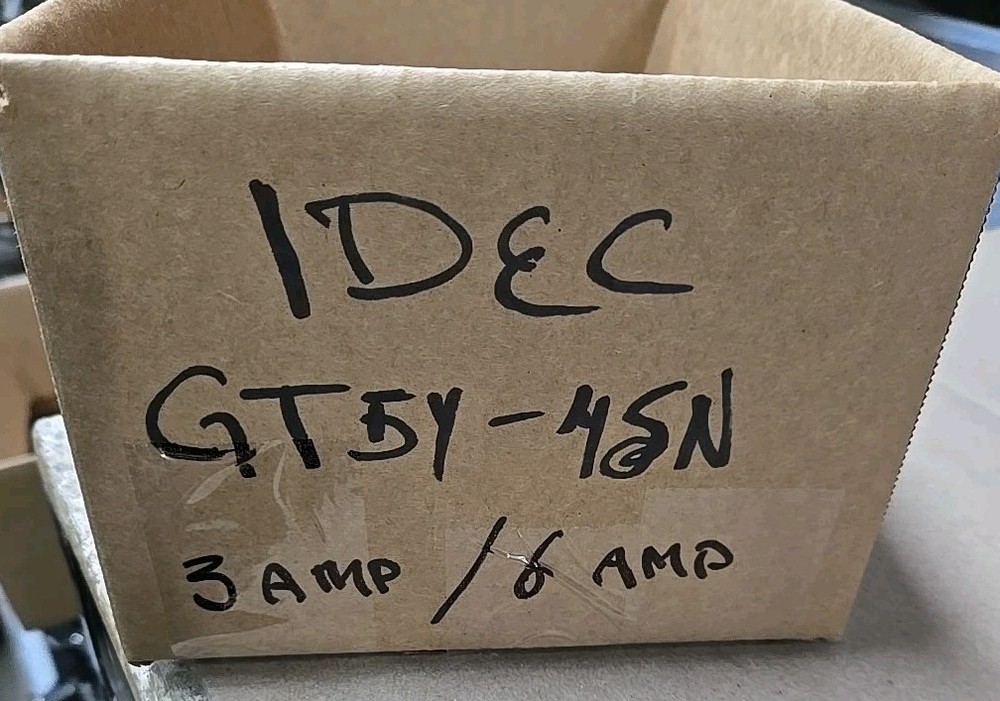 IDEC
GT5Y-4SN
3 AMP / 6 AMP